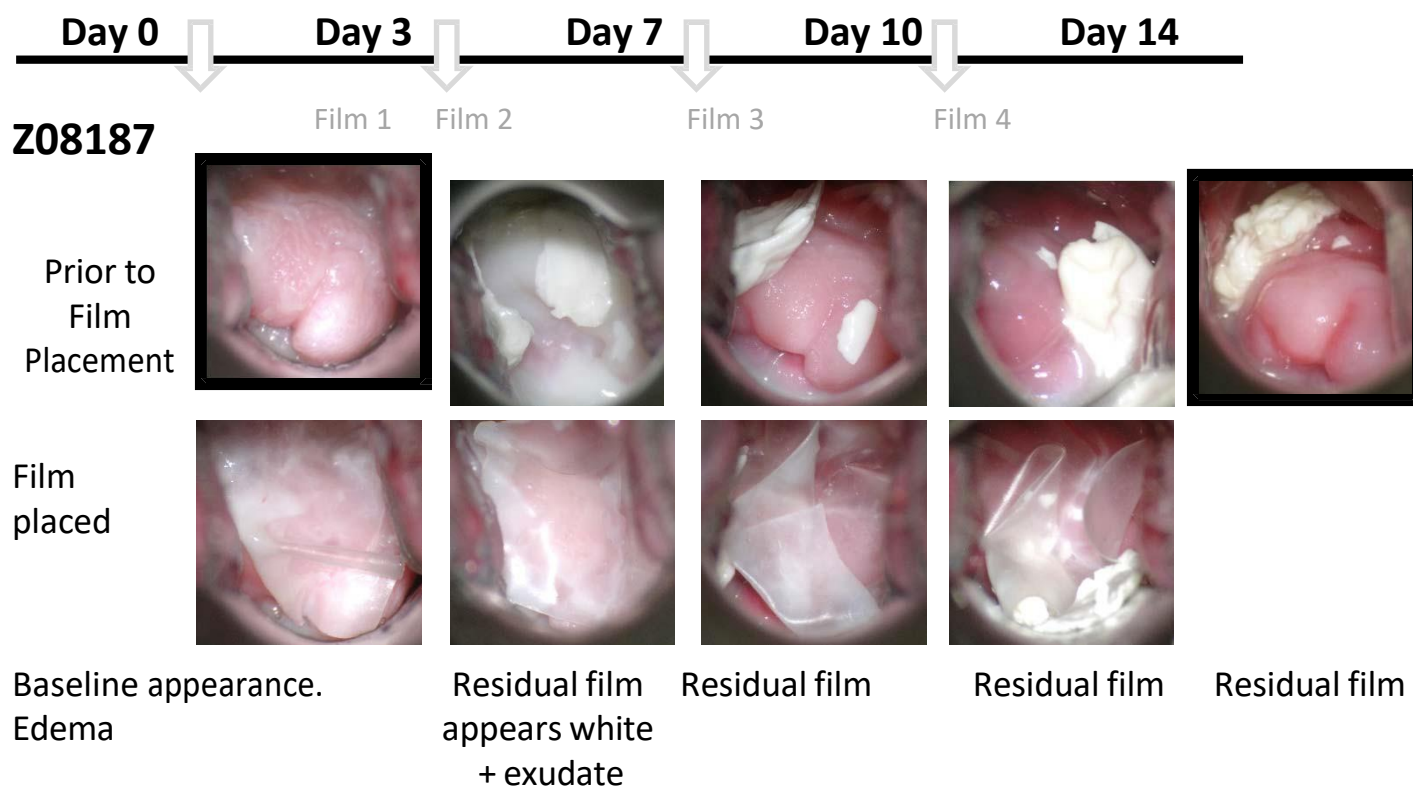 Day 0 Day 3 Day 7 Day 10 Day 14
Film 1 Film 2 Film 3 Film 4
Z08187
Prior to
Film
Placement
Film
placed
Baseline appearance.
Edema
Residual film
appears white
+ exudate
Residual film
Residual film
Residual film